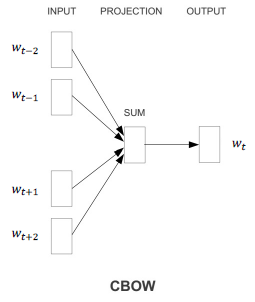 INPUT PROJECTION OUTPUT
w_{t-2}
w_{t-1}
SUM
w_t
w_{t+1}
w_{t+2}
CBOW